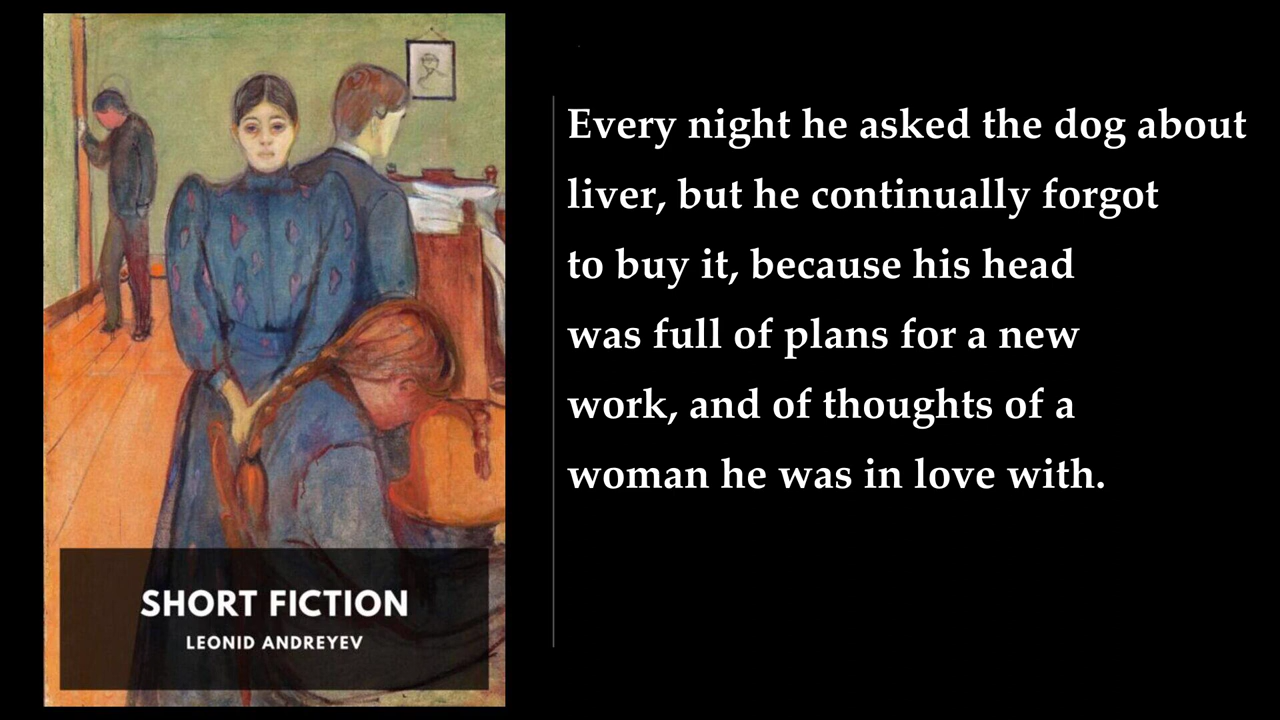 SHORT FICTION
LEONID ANDREYEV
Every night he asked the dog about
liver, but he continually forgot
to buy it, because his head
was full of plans for a new
work, and of thoughts of a
woman he was in love with.